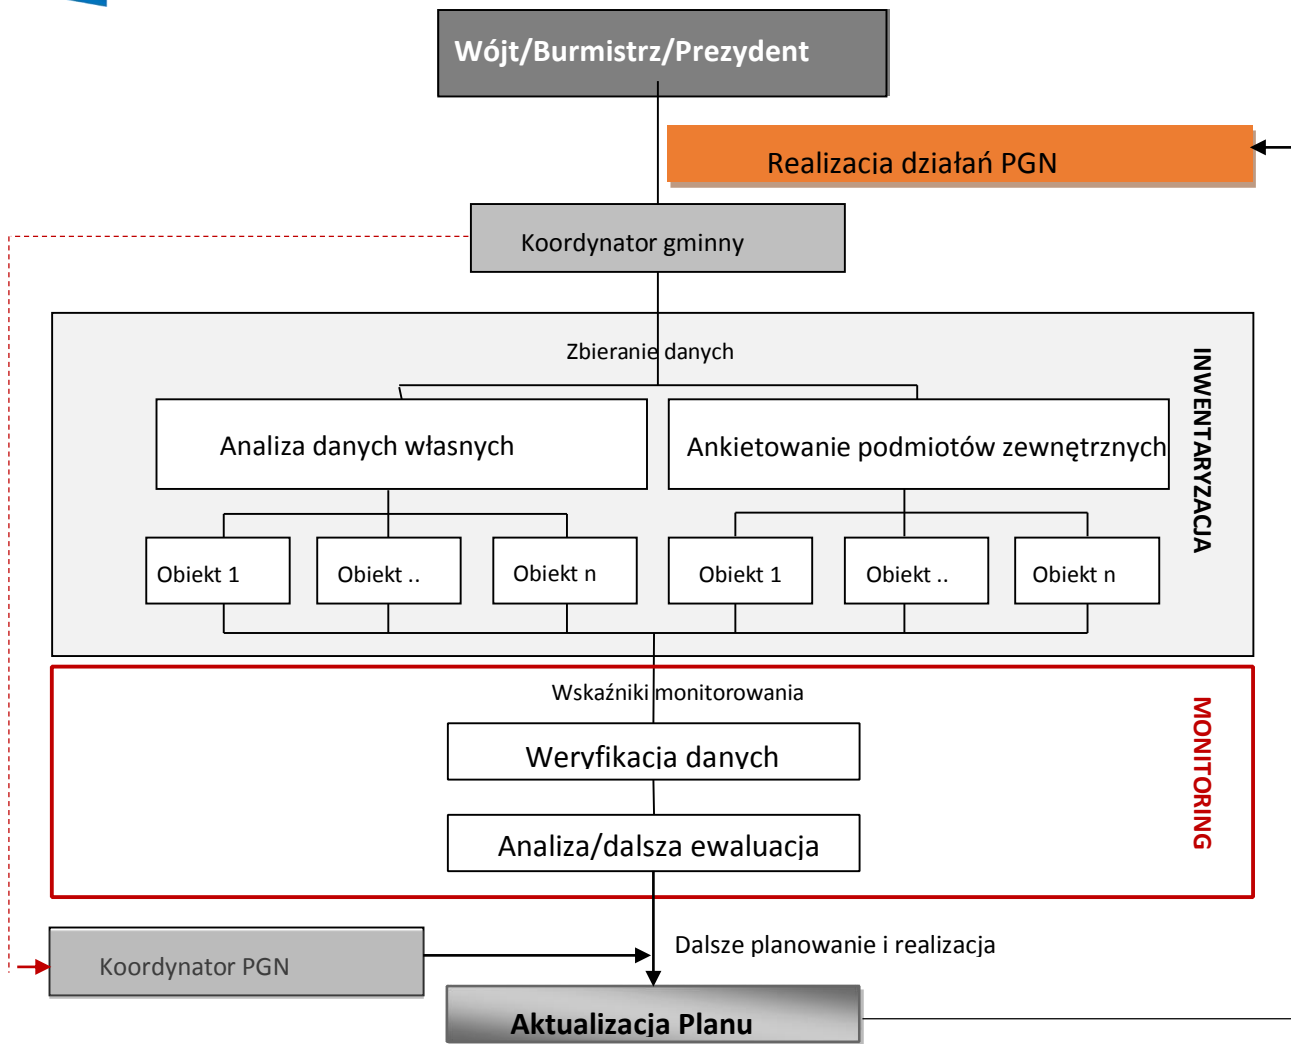 Wójt/Burmistrz/Prezydent
Realizacja działań PGN
Koordynator gminny
Zbieranie danych
INWENTARYZACJA
Analiza danych własnych
Ankietowanie podmiotów zewnętrznych
Obiekt 1
Obiekt ..
Obiekt n
Obiekt 1
Obiekt ..
Obiekt n
Wskaźniki monitorowania
MONITORING
Weryfikacja danych
Analiza/dalsza ewaluacja
Dalsze planowanie i realizacja
Koordynator PGN
Aktualizacja Planu